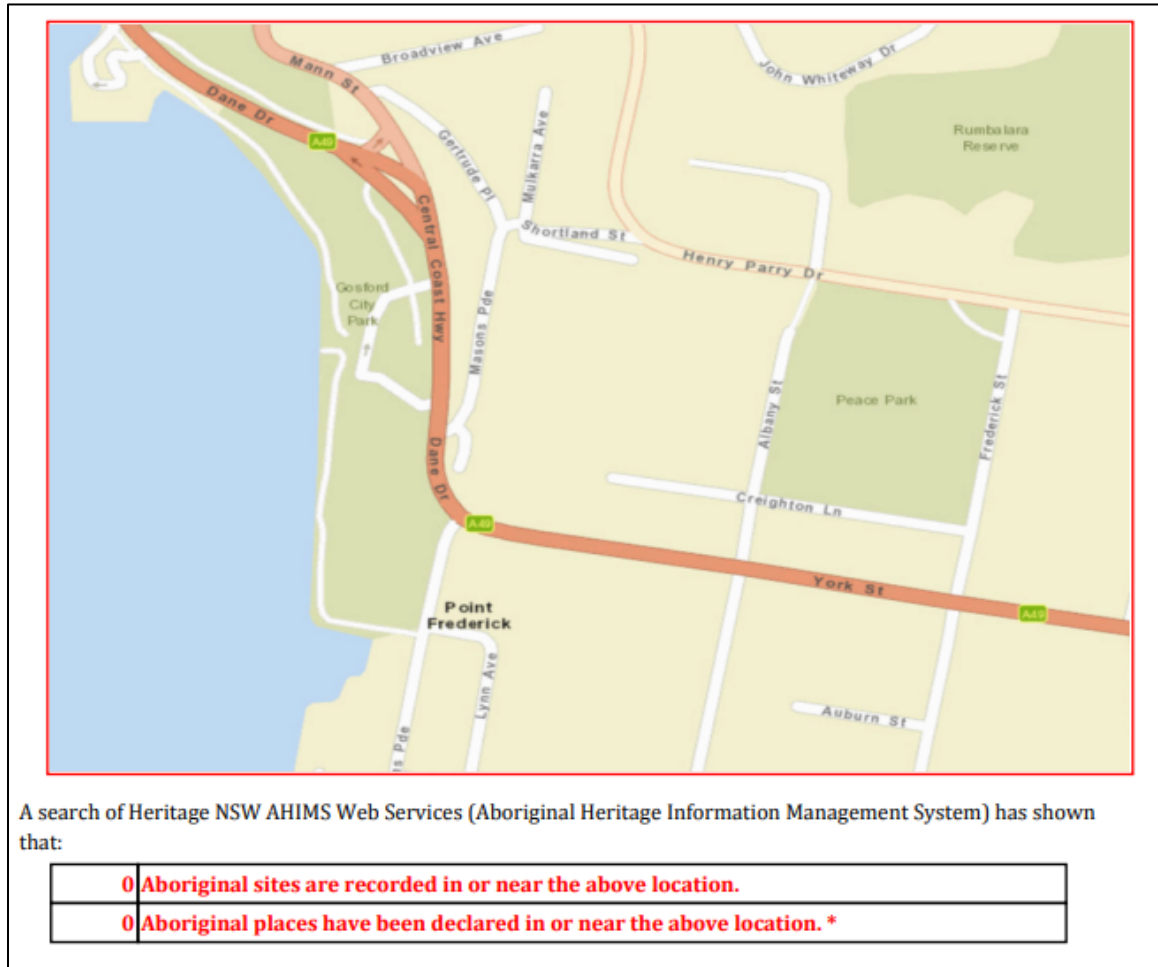 Broadview Ave
Mann St
John Whiteway Dr
Dane Dr
A49
Gertrude Pl
Mulkarra Ave
Rumbalara
Reserve
Central Coast Hwy
Shortland St
Henry Parry Dr
Gosford
City
Park
Masons Pde
Albany St
Peace Park
Frederick St
Dane Dr
Creighton Ln
A49
York St
A49
Point
Frederick
Lynn Ave
s Pde
Auburn St
A search of Heritage NSW AHIMS Web Services (Aboriginal Heritage Information Management System) has shown
that:
0 Aboriginal sites are recorded in or near the above location.
0 Aboriginal places have been declared in or near the above location. *